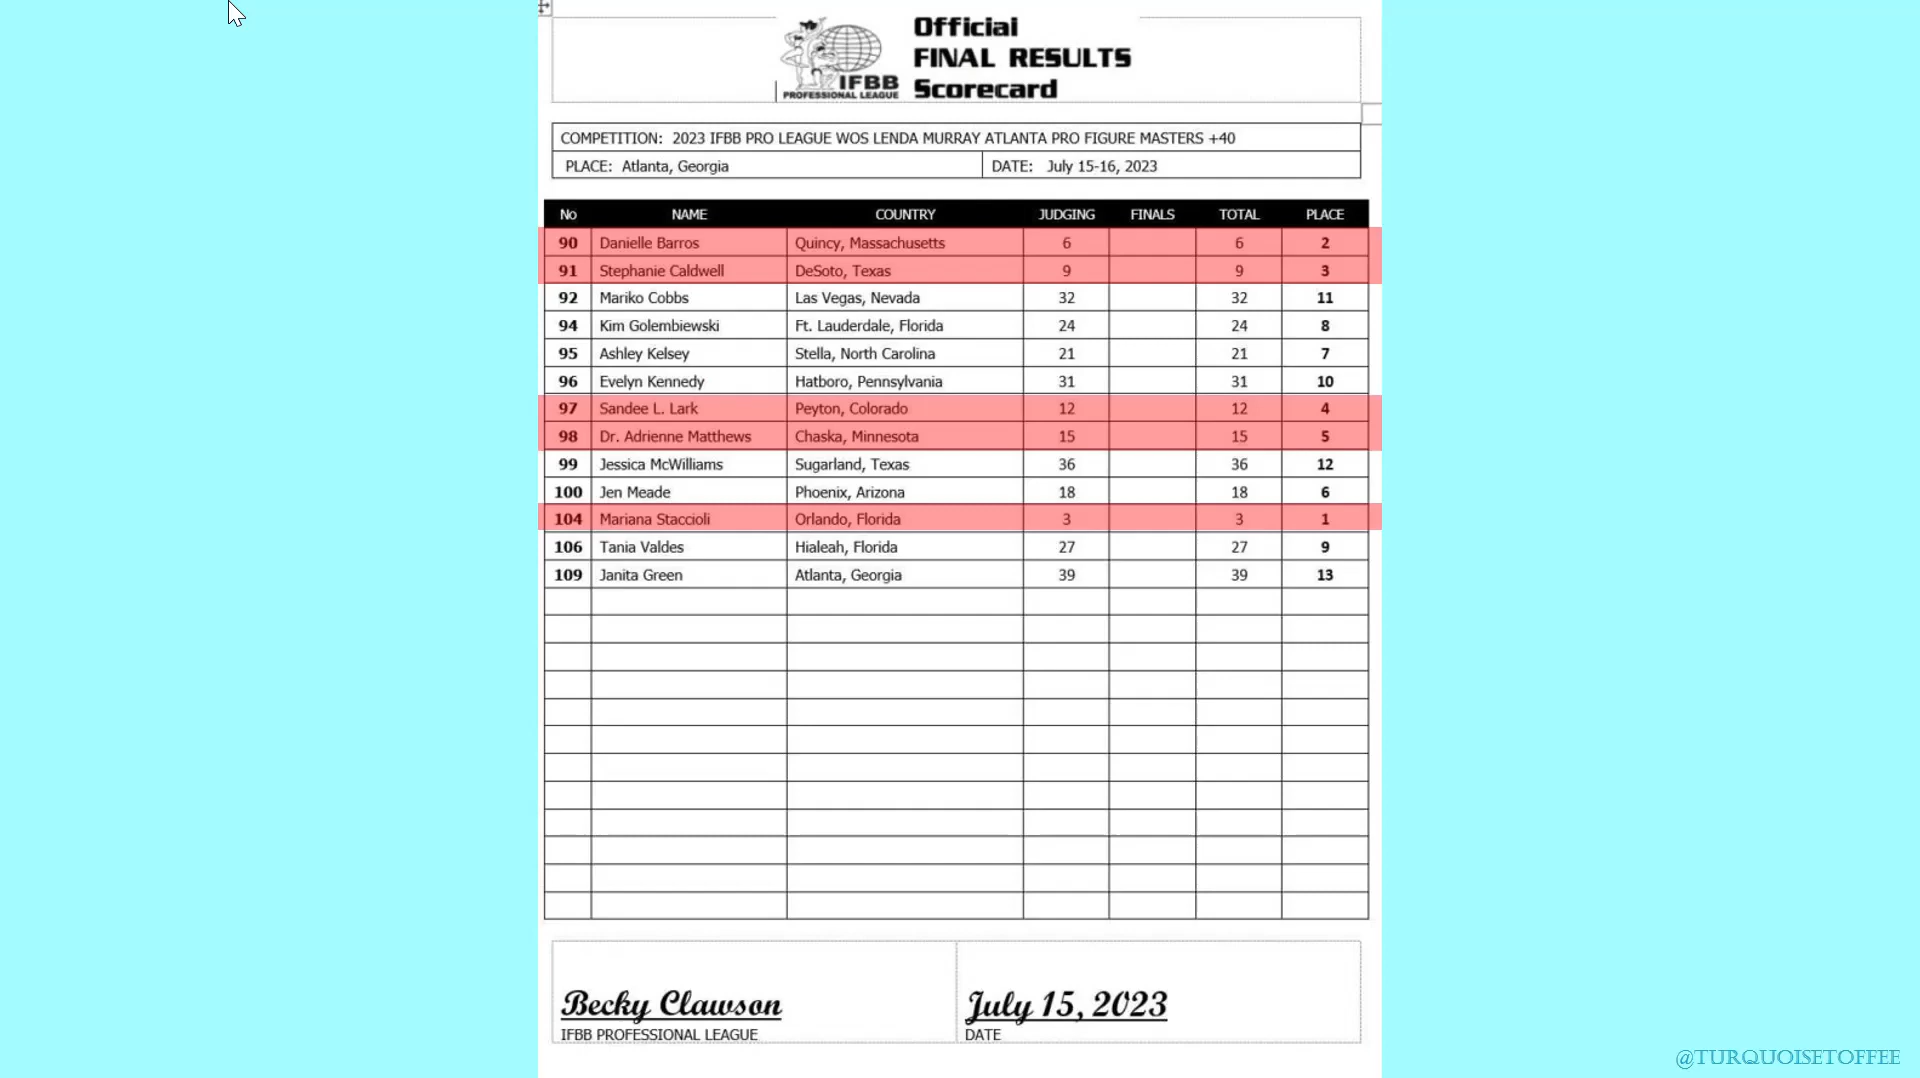 Official
FINAL RESULTS
Scorecard
IFBB
PROFESSIONAL LEAGUE
COMPETITION: 2023 IFBB PRO LEAGUE WOS LENDA MURRAY ATLANTA PRO FIGURE MASTERS +40
PLACE: Atlanta, Georgia DATE: July 15-16, 2023
No NAME COUNTRY JUDGING FINALS TOTAL PLACE
90 Danielle Barros Quincy, Massachusetts 6 6 2
91 Stephanie Caldwell DeSoto, Texas 9 9 3
92 Mariko Cobbs Las Vegas, Nevada 32 32 11
94 Kim Golembiewski Ft. Lauderdale, Florida 24 24 8
95 Ashley Kelsey Stella, North Carolina 21 21 7
96 Evelyn Kennedy Hatboro, Pennsylvania 31 31 10
97 Sandee L. Lark Peyton, Colorado 12 12 4
98 Dr. Adrienne Matthews Chaska, Minnesota 15 15 5
99 Jessica McWilliams Sugarland, Texas 36 36 12
100 Jen Meade Phoenix, Arizona 18 18 6
104 Mariana Staccioli Orlando, Florida 3 3 1
106 Tania Valdes Hialeah, Florida 27 27 9
109 Janita Green Atlanta, Georgia 39 39 13
Becky Clawson July 15, 2023
IFBB PROFESSIONAL LEAGUE DATE
@TURQUOISETOFFEE